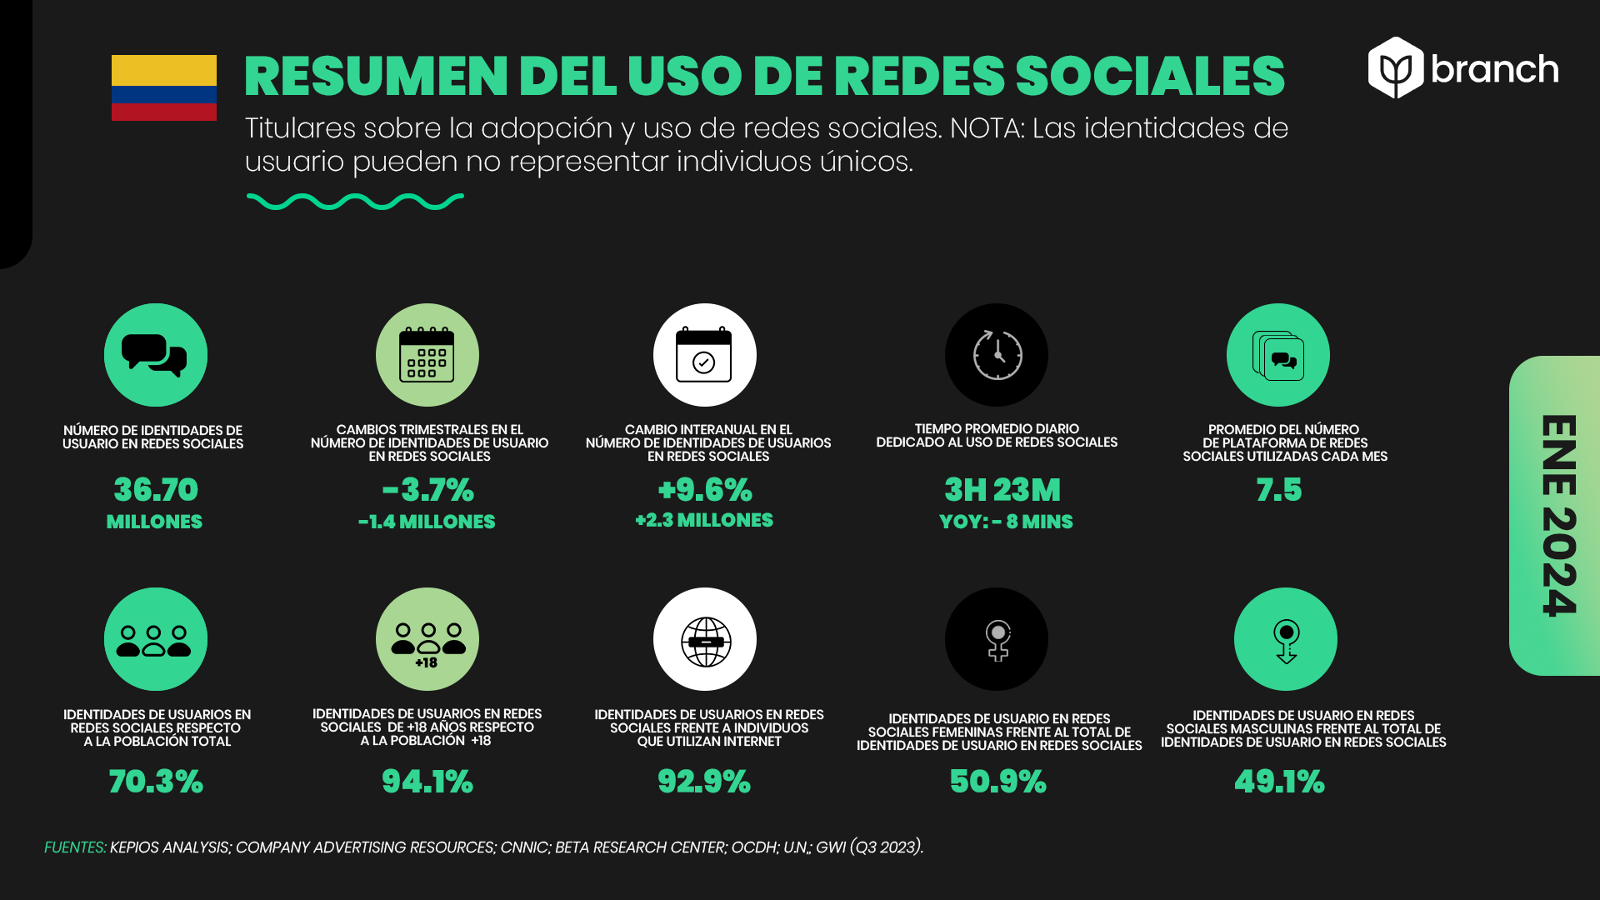 RESUMEN DEL USO DE REDES SOCIALES
branch
Titulares sobre la adopción y uso de redes sociales. NOTA: Las identidades de
usuario pueden no representar individuos únicos.
NÚMERO DE IDENTIDADES DE
USUARIO EN REDES SOCIALES
36.70
MILLONES
CAMBIOS TRIMESTRALES EN EL
NÚMERO DE IDENTIDADES DE USUARIO
EN REDES SOCIALES
-3.7%
-1.4 MILLONES
CAMBIO INTERANUAL EN EL
NÚMERO DE IDENTIDADES DE USUARIOS
EN REDES SOCIALES
+9.6%
+2.3 MILLONES
TIEMPO PROMEDIO DIARIO
DEDICADO AL USO DE REDES SOCIALES
3H 23M
YOY: - 8 MINS
PROMEDIO DEL NÚMERO
DE PLATAFORMA DE REDES
SOCIALES UTILIZADAS CADA MES
7.5
ENE 2024
IDENTIDADES DE USUARIOS EN
REDES SOCIALES RESPECTO
A LA POBLACIÓN TOTAL
70.3%
+18
IDENTIDADES DE USUARIOS EN REDES
SOCIALES DE +18 AÑOS RESPECTO
A LA POBLACIÓN +18
94.1%
IDENTIDADES DE USUARIOS EN REDES
SOCIALES FRENTE A INDIVIDUOS
QUE UTILIZAN INTERNET
92.9%
IDENTIDADES DE USUARIO EN REDES
SOCIALES FEMENINAS FRENTE AL TOTAL DE
IDENTIDADES DE USUARIO EN REDES SOCIALES
50.9%
IDENTIDADES DE USUARIO EN REDES
SOCIALES MASCULINAS FRENTE AL TOTAL DE
IDENTIDADES DE USUARIO EN REDES SOCIALES
49.1%
FUENTES: KEPIOS ANALYSIS; COMPANY ADVERTISING RESOURCES; CNNIC; BETA RESEARCH CENTER; OCDH; U.N.,; GWI (Q3 2023).